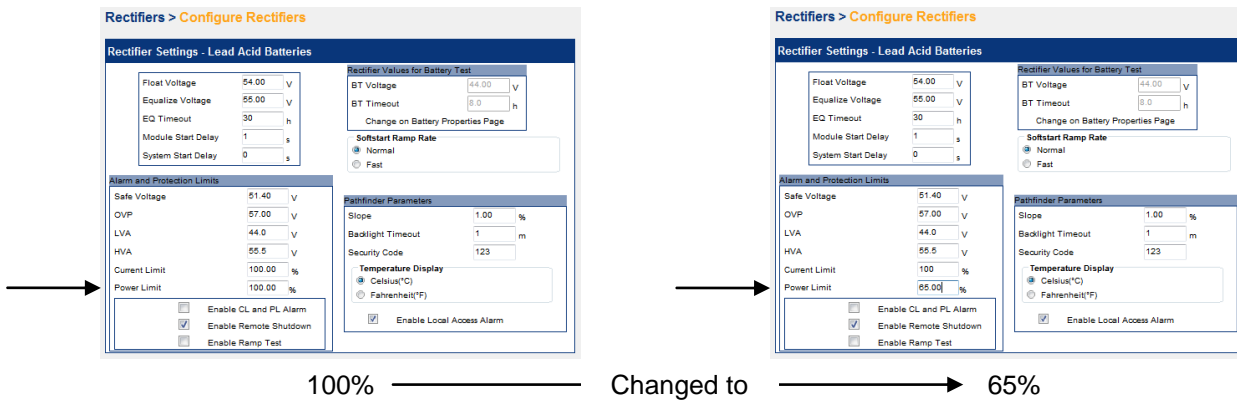 Rectifiers > Configure Rectifiers
Rectifier Settings - Lead Acid Batteries
Float Voltage 54.00 V
Equalize Voltage 55.00 V
EQ Timeout 30 h
Module Start Delay 1 s
System Start Delay 0 s
Rectifier Values for Battery Test
BT Voltage 44.00 V
BT Timeout 8.0 h
Change on Battery Properties Page
Softstart Ramp Rate
Normal
Fast
Alarm and Protection Limits
Safe Voltage 51.40 V
OVP 57.00 V
LVA 44.0 V
HVA 55.5 V
Current Limit 100.00 %
Power Limit 100.00 %
Enable CL and PL Alarm
Enable Remote Shutdown
Enable Ramp Test
Pathfinder Parameters
Slope 1.00 %
Backlight Timeout 1 m
Security Code 123
Temperature Display
Celsius(°C)
Fahrenheit(°F)
Enable Local Access Alarm
Rectifiers > Configure Rectifiers
Rectifier Settings - Lead Acid Batteries
Float Voltage 54.00 V
Equalize Voltage 55.00 V
EQ Timeout 30 h
Module Start Delay 1 s
System Start Delay 0 s
Rectifier Values for Battery Test
BT Voltage 44.00 V
BT Timeout 8.0 h
Change on Battery Properties Page
Softstart Ramp Rate
Normal
Fast
Alarm and Protection Limits
Safe Voltage 51.40 V
OVP 57.00 V
LVA 44.0 V
HVA 55.5 V
Current Limit 100 %
Power Limit 65.00 %
Enable CL and PL Alarm
Enable Remote Shutdown
Enable Ramp Test
Pathfinder Parameters
Slope 1.00 %
Backlight Timeout 1 m
Security Code 123
Temperature Display
Celsius(°C)
Fahrenheit(°F)
Enable Local Access Alarm
100% Changed to 65%